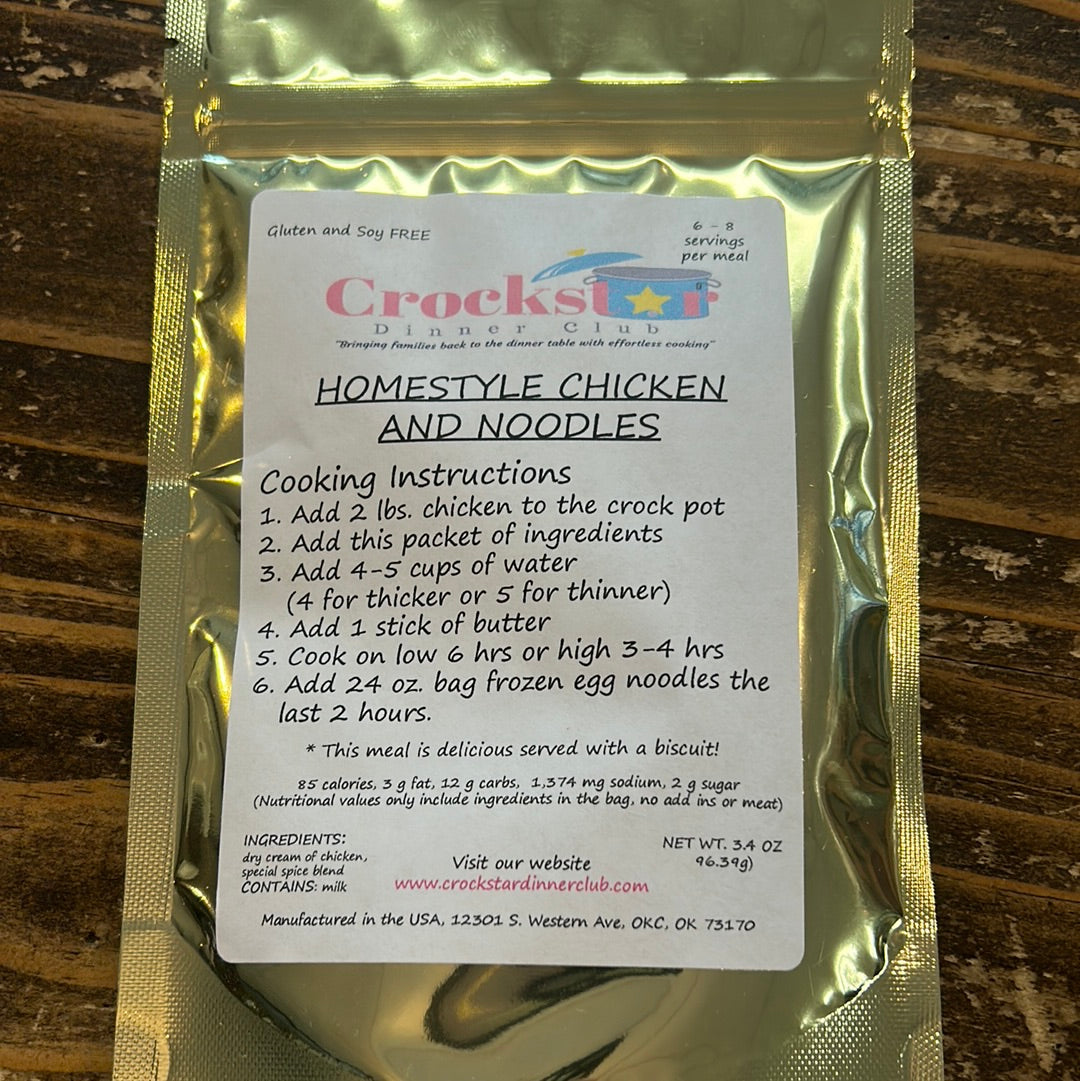 Gluten and Soy FREE
6 - 8
servings
per meal
Crockstar
Dinner Club
"Bringing families back to the dinner table with effortless cooking"
HOMESTYLE CHICKEN
AND NOODLES
Cooking Instructions
1. Add 2 lbs. chicken to the crock pot
2. Add this packet of ingredients
3. Add 4-5 cups of water
(4 for thicker or 5 for thinner)
4. Add 1 stick of butter
5. Cook on low 6 hrs or high 3-4 hrs
6. Add 24 oz. bag frozen egg noodles the
last 2 hours.
* This meal is delicious served with a biscuit!
85 calories, 3 g fat, 12 g carbs, 1,374 mg sodium, 2 g sugar
(Nutritional values only include ingredients in the bag, no add ins or meat)
INGREDIENTS:
dry cream of chicken,
special spice blend
CONTAINS: milk
Visit our website
www.crockstardinnerclub.com
NET WT. 3.4 OZ
96.39g)
Manufactured in the USA, 12301 S. Western Ave, OKC, OK 73170